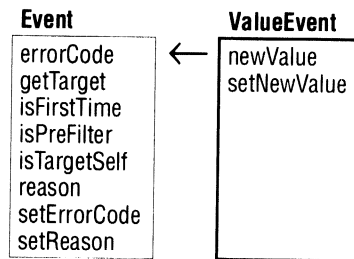 Event
errorCode
getTarget
isFirstTime
isPreFilter
isTargetSelf
reason
setErrorCode
setReason
ValueEvent
newValue
setNewValue